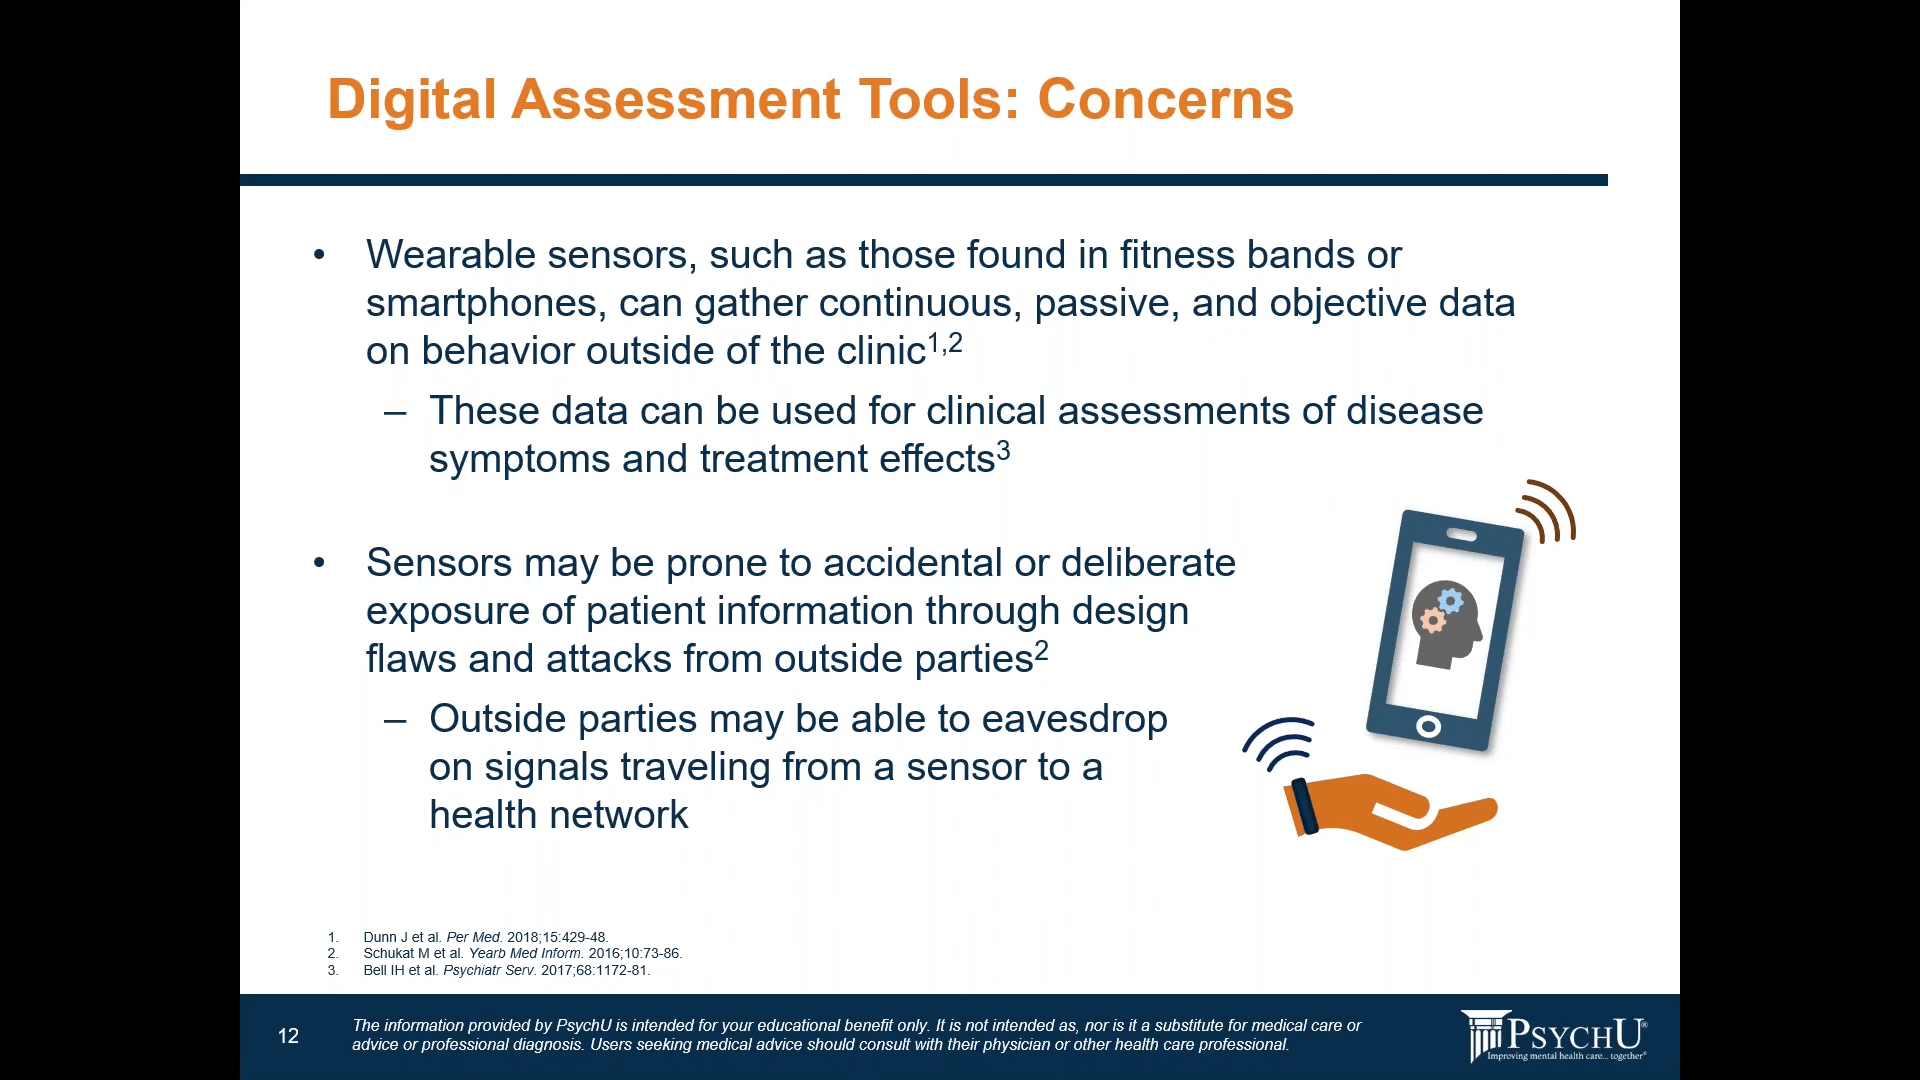 Digital Assessment Tools: Concerns
• Wearable sensors, such as those found in fitness bands or
smartphones, can gather continuous, passive, and objective data
on behavior outside of the clinic1,2
– These data can be used for clinical assessments of disease
symptoms and treatment effects3
• Sensors may be prone to accidental or deliberate
exposure of patient information through design
flaws and attacks from outside parties2
– Outside parties may be able to eavesdrop
on signals traveling from a sensor to a
health network
1. Dunn J et al. Per Med. 2018;15:429-48.
2. Schukat M et al. Yearb Med Inform. 2016;10:73-86.
3. Bell IH et al. Psychiatr Serv. 2017;68:1172-81.
12
The information provided by PsychU is intended for your educational benefit only. It is not intended as, nor is it a substitute for medical care or
advice or professional diagnosis. Users seeking medical advice should consult with their physician or other health care professional.
PSYCHU®
Improving mental health care... together®